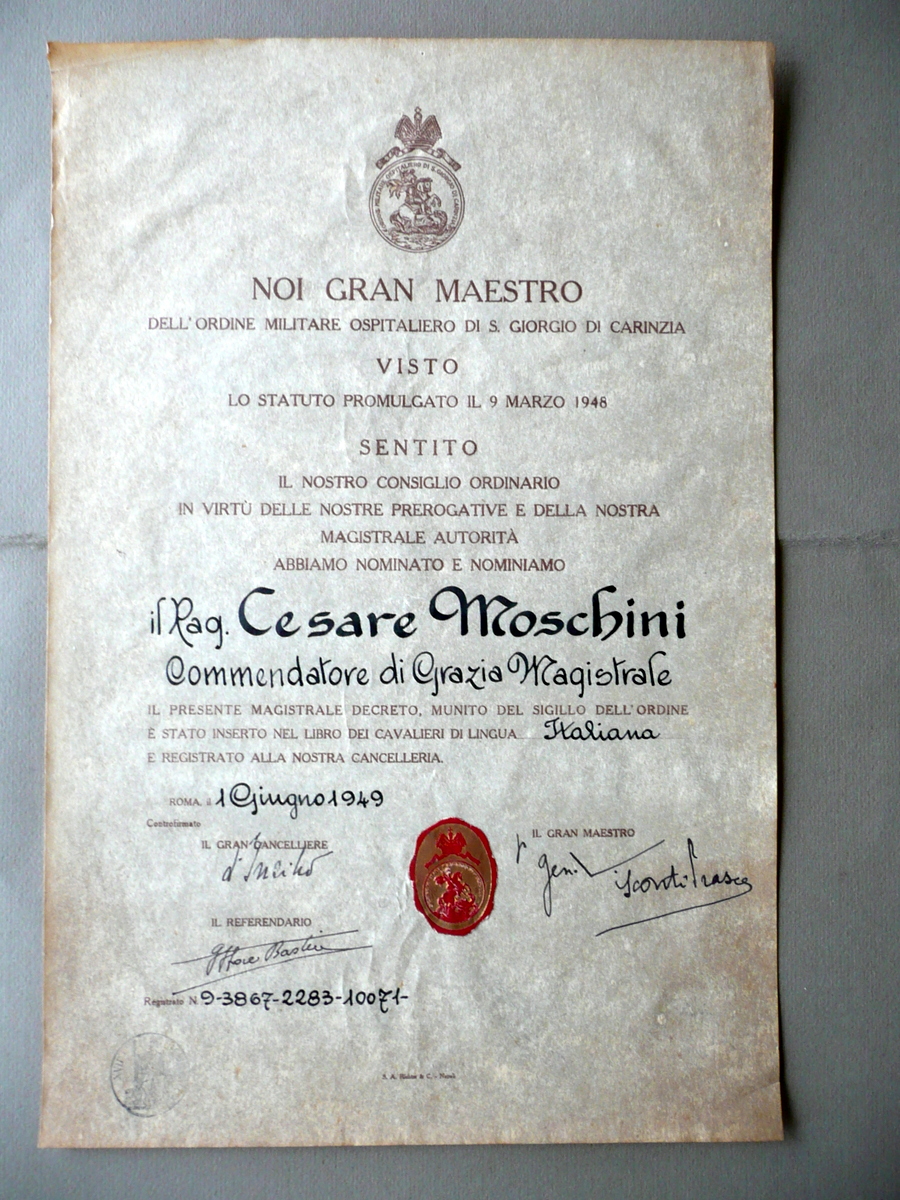 NOI GRAN MAESTRO
DELL'ORDINE MILITARE OSPITALIERO DI S. GIORGIO DI CARINZIA
VISTO
LO STATUTO PROMULGATO IL 9 MARZO 1948
SENTITO
IL NOSTRO CONSIGLIO ORDINARIO
IN VIRTÙ DELLE NOSTRE PREROGATIVE E DELLA NOSTRA
MAGISTRALE AUTORITÀ
ABBIAMO NOMINATO E NOMINIAMO
il Rag. Cesare Moschini
Commendatore di Grazia Magistrale
IL PRESENTE MAGISTRALE DECRETO, MUNITO DEL SIGILLO DELL'ORDINE
È STATO INSERTO NEL LIBRO DEI CAVALIERI DI LINGUA Italiana
E REGISTRATO ALLA NOSTRA CANCELLERIA.
ROMA, il 1 Giugno 1949
Controfirmato
IL GRAN CANCELLIERE
IL GRAN MAESTRO
IL REFERENDARIO
Registrato N. 9-3867-2283-10071-